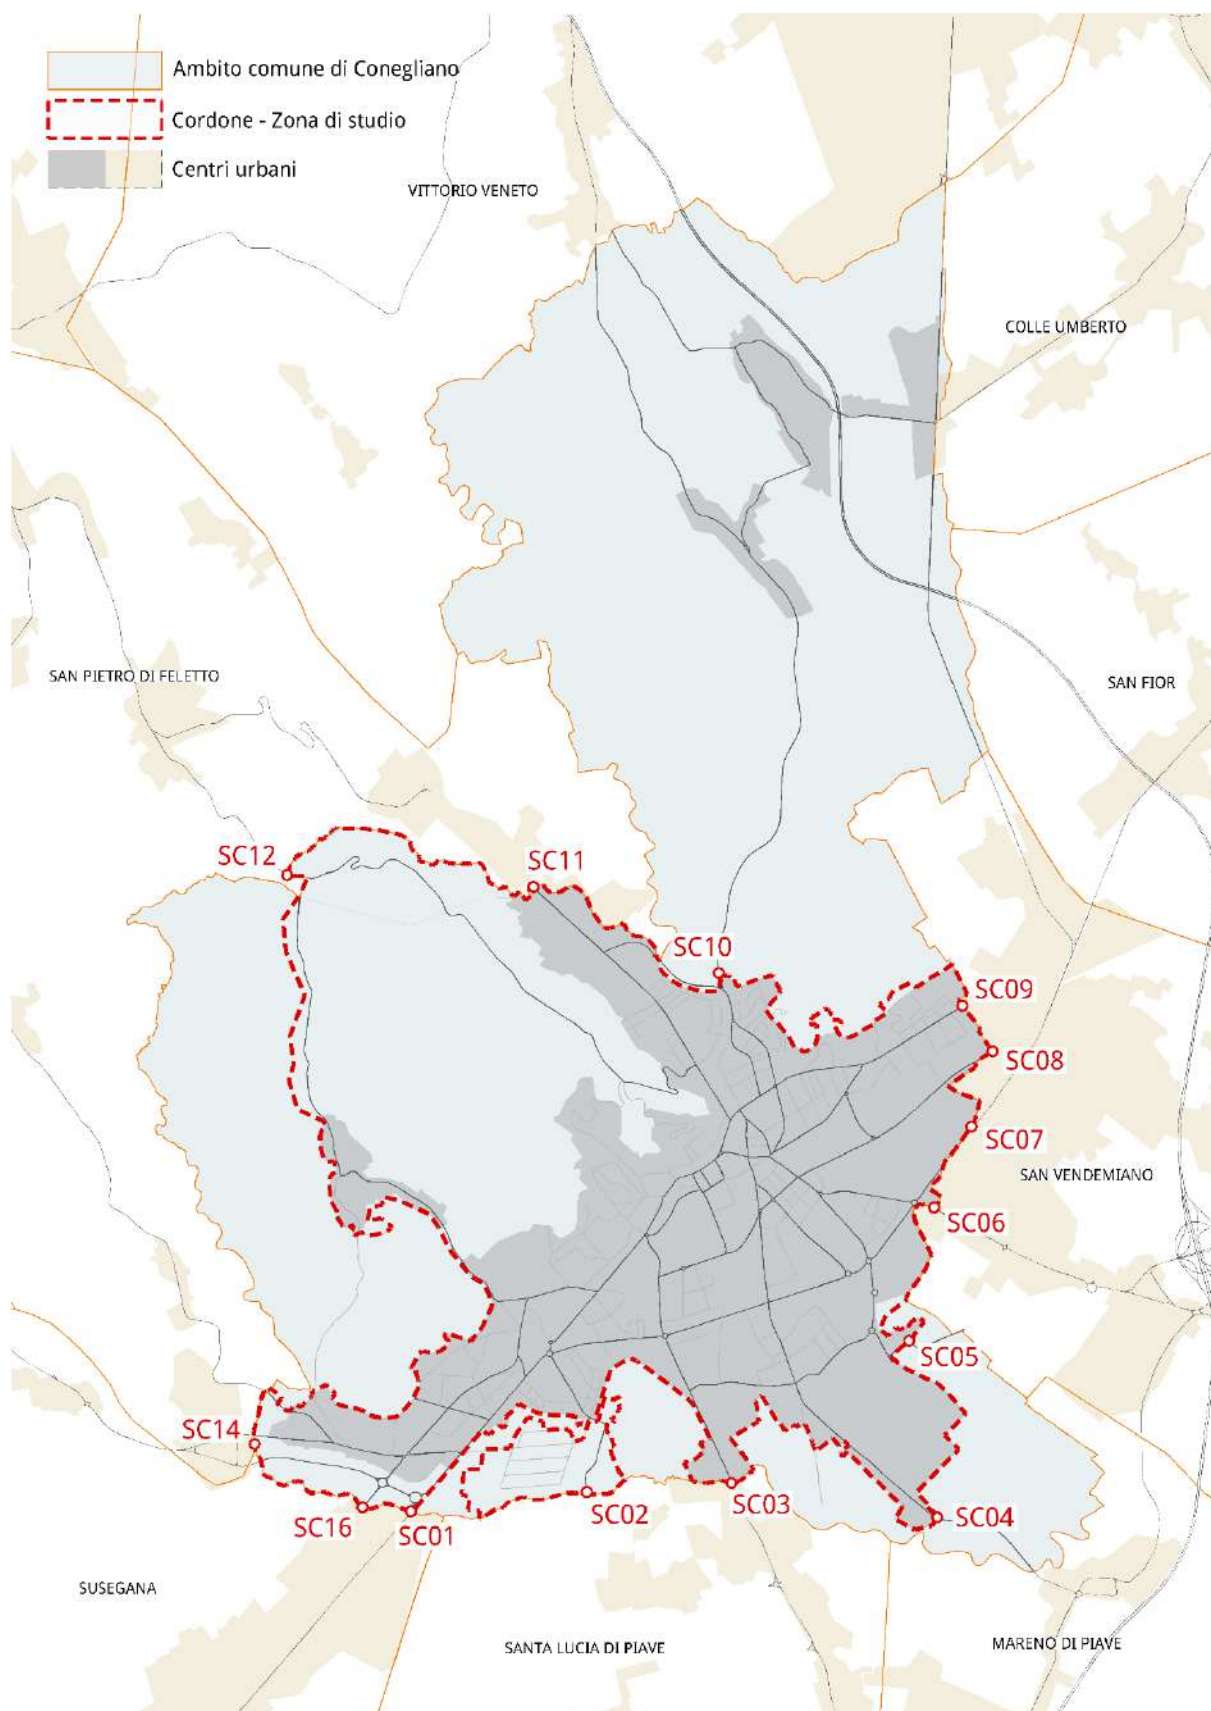 Ambito comune di Conegliano
Cordone - Zona di studio
Centri urbani
VITTORIO VENETO
COLLE UMBERTO
SAN PIETRO DI FELETTO
SAN FIOR
SC12
SC11
SC10
SC09
SC08
SC07
SAN VENDEMIANO
SC06
SC05
SC14
SC16
SC01
SC02
SC03
SC04
SUSEGANA
SANTA LUCIA DI PIAVE
MARENO DI PIAVE